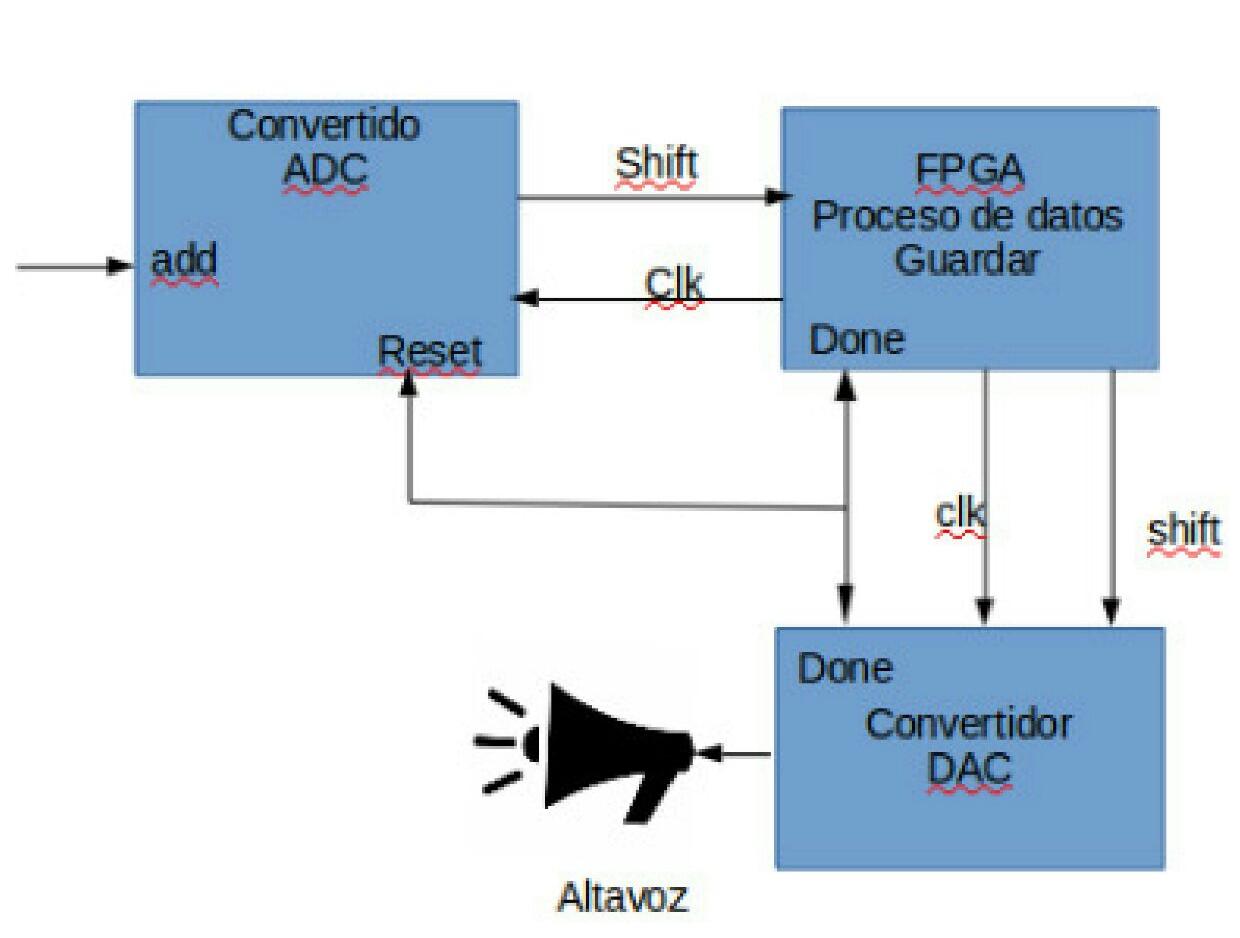 Convertido
ADC
add
Reset
Shift
Clk
FPGA
Proceso de datos
Guardar
Done
clk
shift
Done
Convertidor
DAC
Altavoz